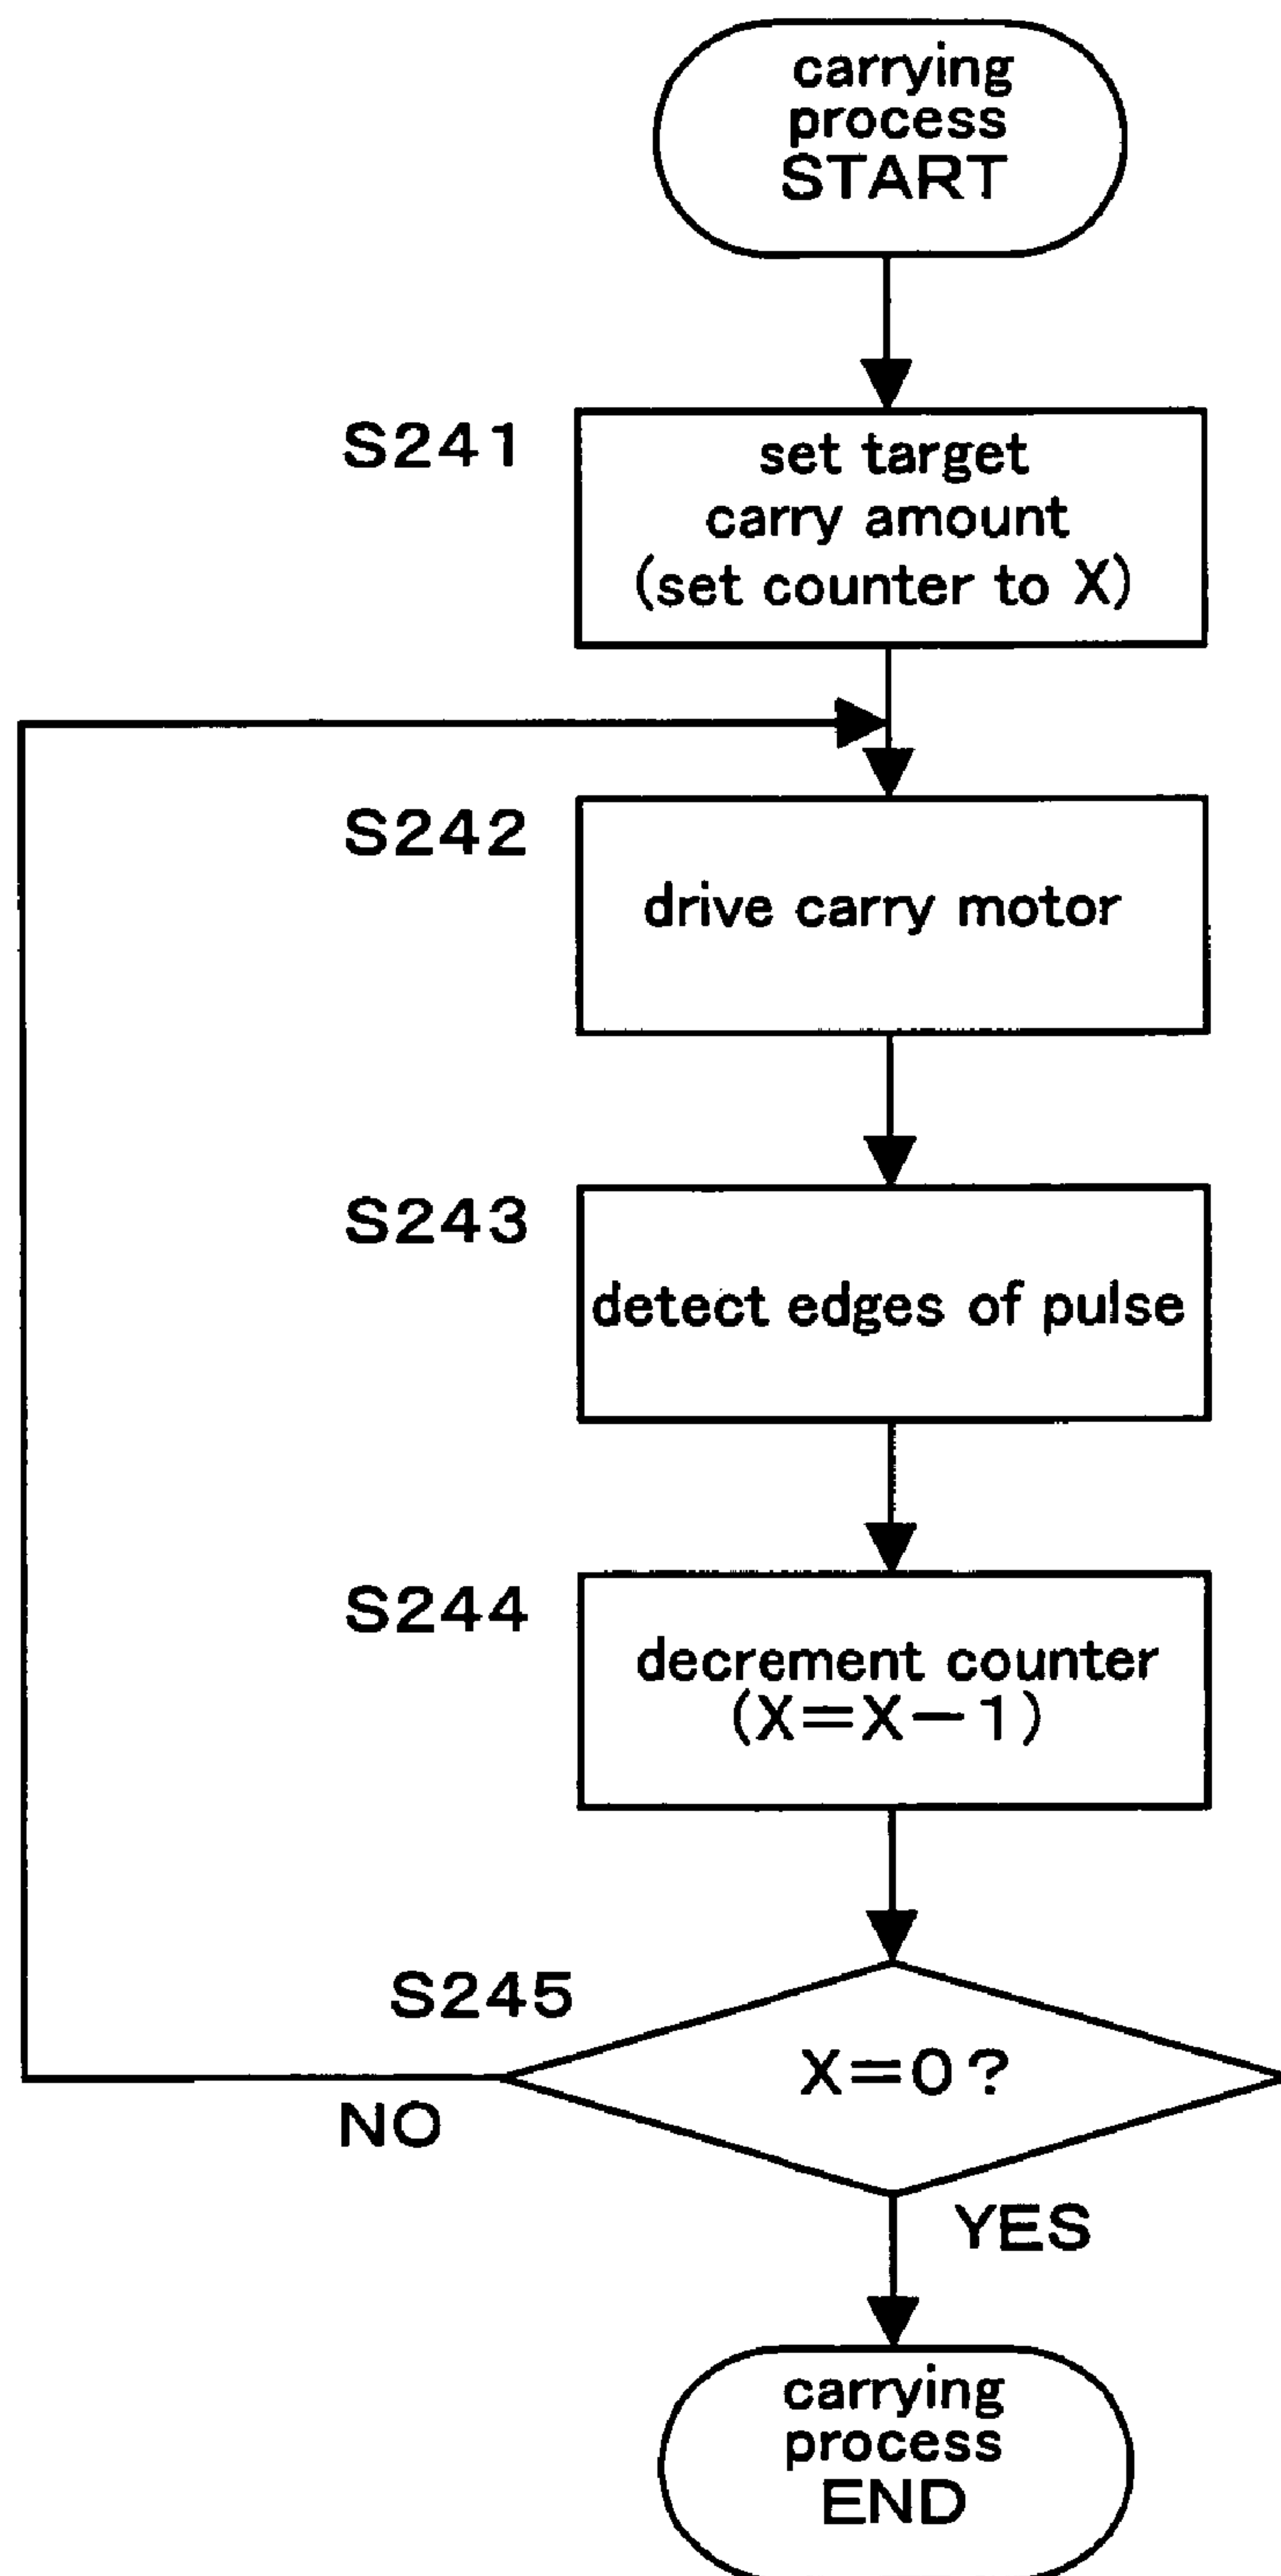 carrying
process
START
S241
set target
carry amount
(set counter to X)
S242
drive carry motor
S243
detect edges of pulse
S244
decrement counter
(X=X-1)
S245
X=0?
NO
YES
carrying
process
END